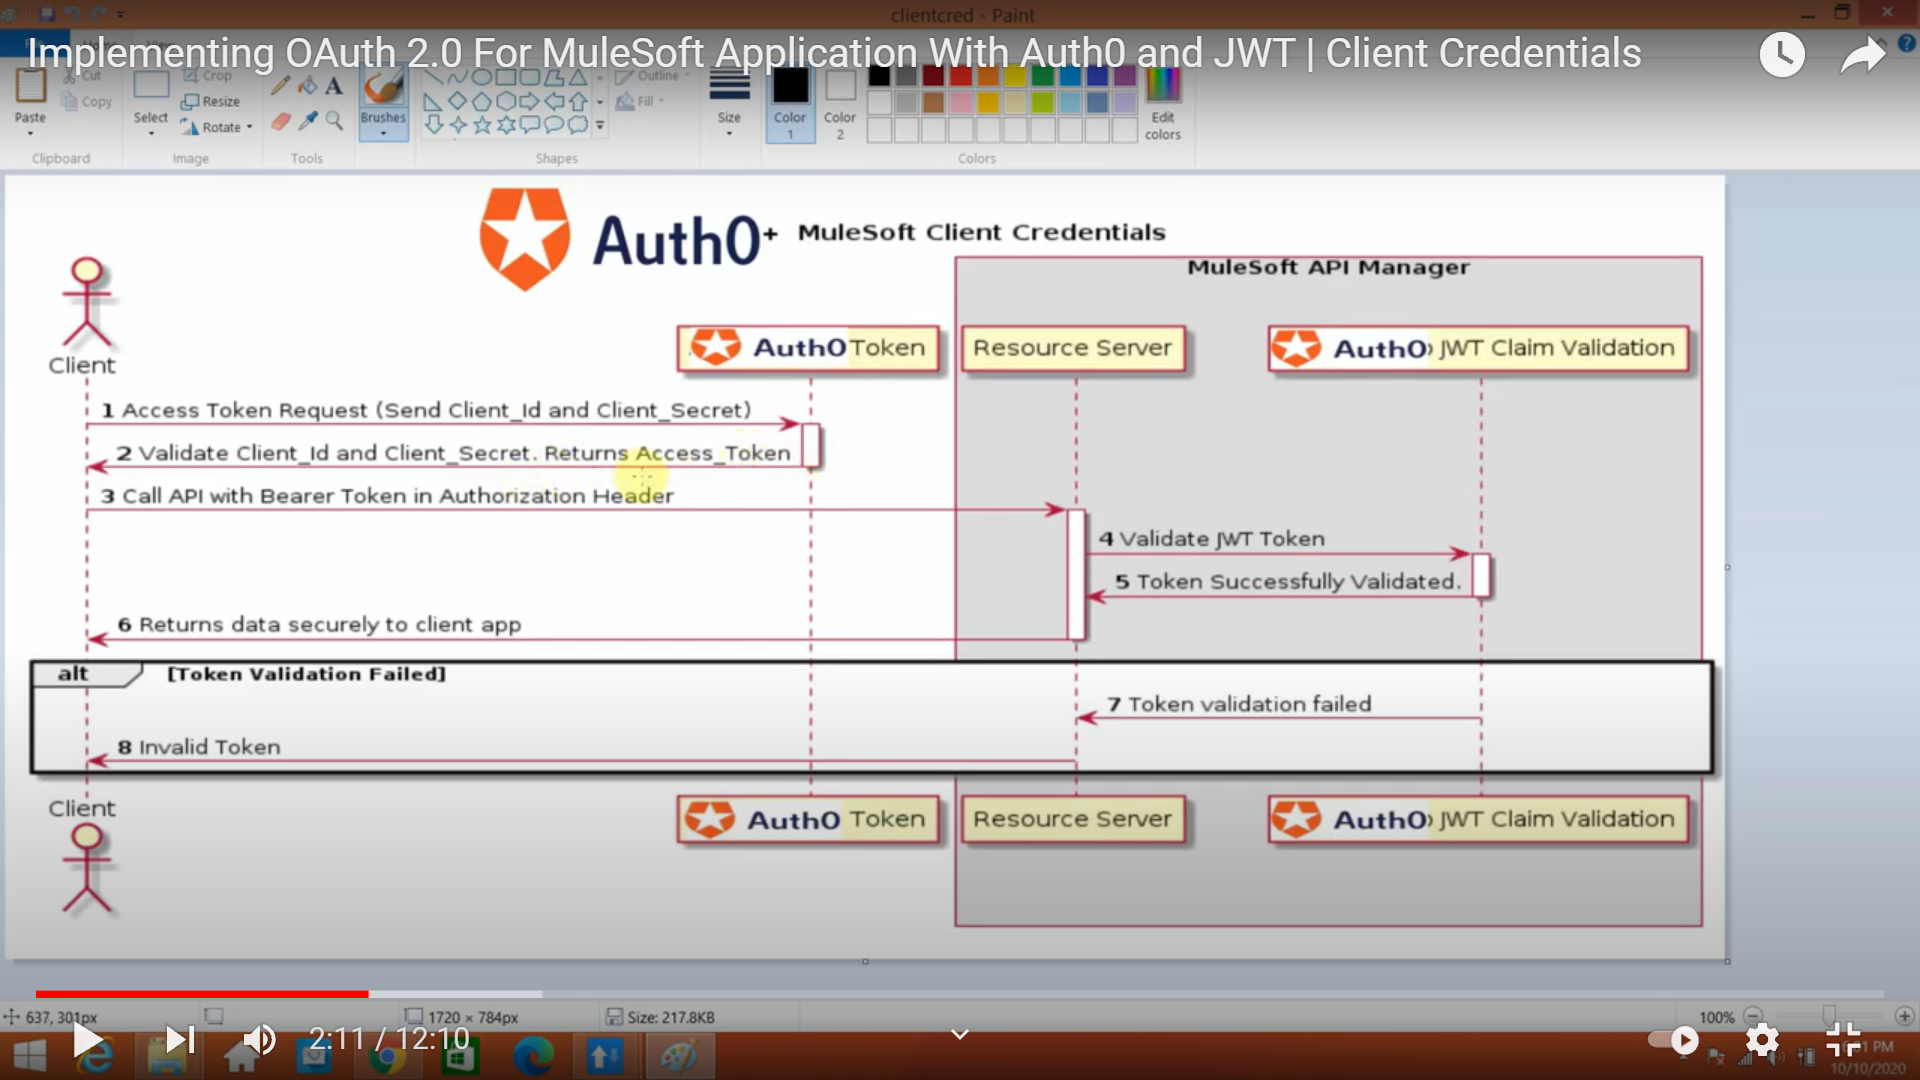 clientcred - Paint
Implementing OAuth 2.0 For MuleSoft Application With Auth0 and JWT | Client Credentials
Paste
Cut
Copy
Clipboard
Select
Crop
Resize
Rotate
Image
A
Tools
Brushes
Outline
Fill
Shapes
Size
Color 1
Color 2
Edit colors
Colors
Auth0 + MuleSoft Client Credentials
MuleSoft API Manager
Client
Auth0 Token
Resource Server
Auth0 JWT Claim Validation
1 Access Token Request (Send Client_Id and Client_Secret)
2 Validate Client_Id and Client_Secret. Returns Access_Token
3 Call API with Bearer Token in Authorization Header
4 Validate JWT Token
5 Token Successfully Validated.
6 Returns data securely to client app
alt [Token Validation Failed]
7 Token validation failed
8 Invalid Token
Client
Auth0 Token
Resource Server
Auth0 JWT Claim Validation
637, 301px
1720 × 784px
Size: 217.8KB
100%
2:11 / 12:10
PM
10/10/2020